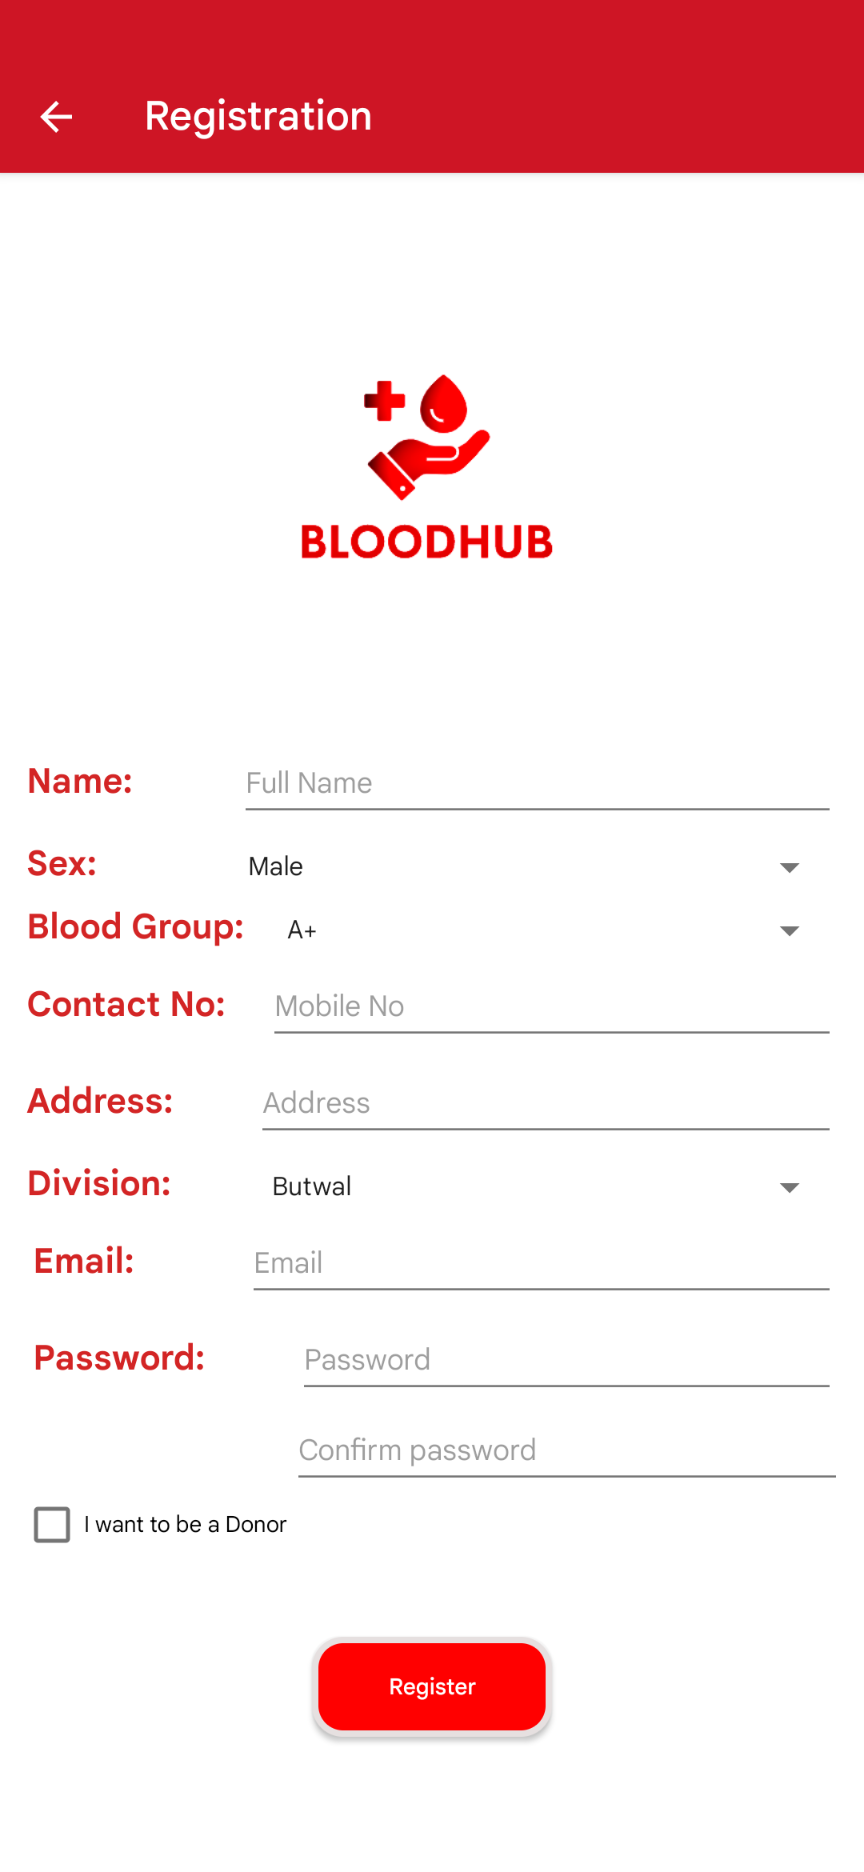 Registration
BLOODHUB
Name: Full Name
Sex: Male
Blood Group: A+
Contact No: Mobile No
Address: Address
Division: Butwal
Email: Email
Password: Password
Confirm password
I want to be a Donor
Register